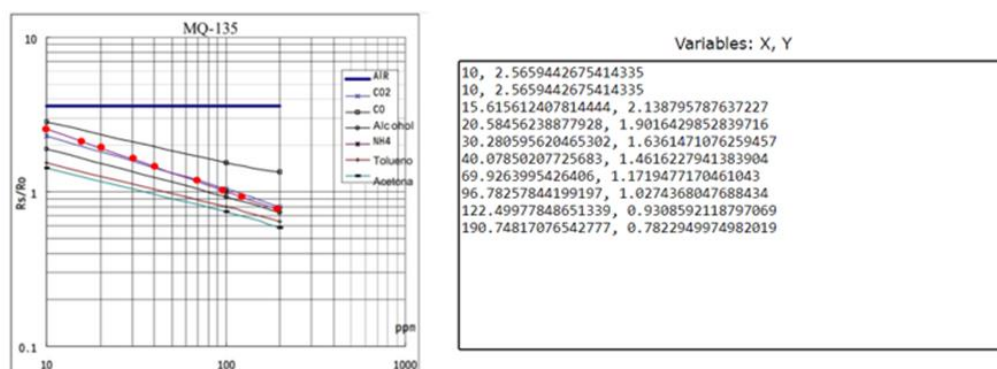 MQ-135
10
AIR
CO2
CO
Alcohol
NH4
Tolueno
Acetona
Rs/Ro
1
ppm
0.1
10
100
1000
Variables: X, Y
10, 2.5659442675414335
10, 2.5659442675414335
15.615612407814444, 2.138795787637227
20.58456238877928, 1.9016429852839716
30.280595620465302, 1.6361471076259457
40.07850207725683, 1.4616227941383904
69.92639954264406, 1.1719477170461043
96.78257844199197, 1.0274368047688434
122.49977848651339, 0.9308592118797069
190.74817076542777, 0.7822949974982019